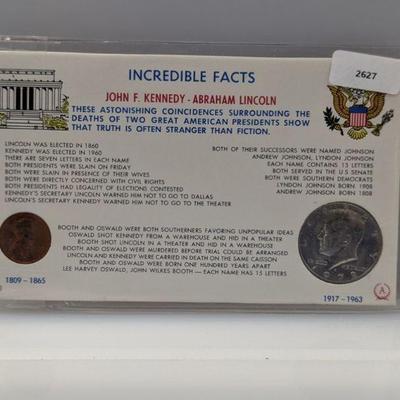 2627
INCREDIBLE FACTS
JOHN F. KENNEDY - ABRAHAM LINCOLN
THESE ASTONISHING COINCIDENCES SURROUNDING THE
DEATHS OF TWO GREAT AMERICAN PRESIDENTS SHOW
THAT TRUTH IS OFTEN STRANGER THAN FICTION.
LINCOLN WAS ELECTED IN 1860
KENNEDY WAS ELECTED IN 1960
THERE ARE SEVEN LETTERS IN EACH NAME
BOTH PRESIDENTS WERE SLAIN ON FRIDAY
BOTH WERE SLAIN IN PRESENCE OF THEIR WIVES
BOTH WERE DIRECTLY CONCERNED WITH CIVIL RIGHTS
BOTH PRESIDENTS HAD LEGALITY OF ELECTIONS CONTESTED
KENNEDY'S SECRETARY LINCOLN WARNED HIM NOT TO GO TO DALLAS
LINCOLN'S SECRETARY KENNEDY WARNED HIM NOT TO GO TO THE THEATER
BOTH OF THEIR SUCCESSORS WERE NAMED JOHNSON
ANDREW JOHNSON, LYNDON JOHNSON
EACH NAME CONTAINS 13 LETTERS
BOTH SERVED IN THE U.S SENATE
BOTH WERE SOUTHERN DEMOCRATS
LYNDON JOHNSON BORN 1908
ANDREW JOHNSON BORN 1808
BOOTH AND OSWALD WERE BOTH SOUTHERNERS FAVORING UNPOPULAR IDEAS
OSWALD SHOT KENNEDY FROM A WAREHOUSE AND HID IN A THEATER
BOOTH SHOT LINCOLN IN A THEATER AND HID IN A WAREHOUSE
BOOTH AND OSWALD WERE MURDERED BEFORE TRIAL COULD BE ARRANGED
LINCOLN AND KENNEDY WERE CARRIED IN DEATH ON THE SAME CAISSON
BOOTH AND OSWALD WERE BORN ONE HUNDRED YEARS APART
LEE HARVEY OSWALD, JOHN WILKES BOOTH — EACH NAME HAS 15 LETTERS
1809 - 1865
1917 - 1963
A